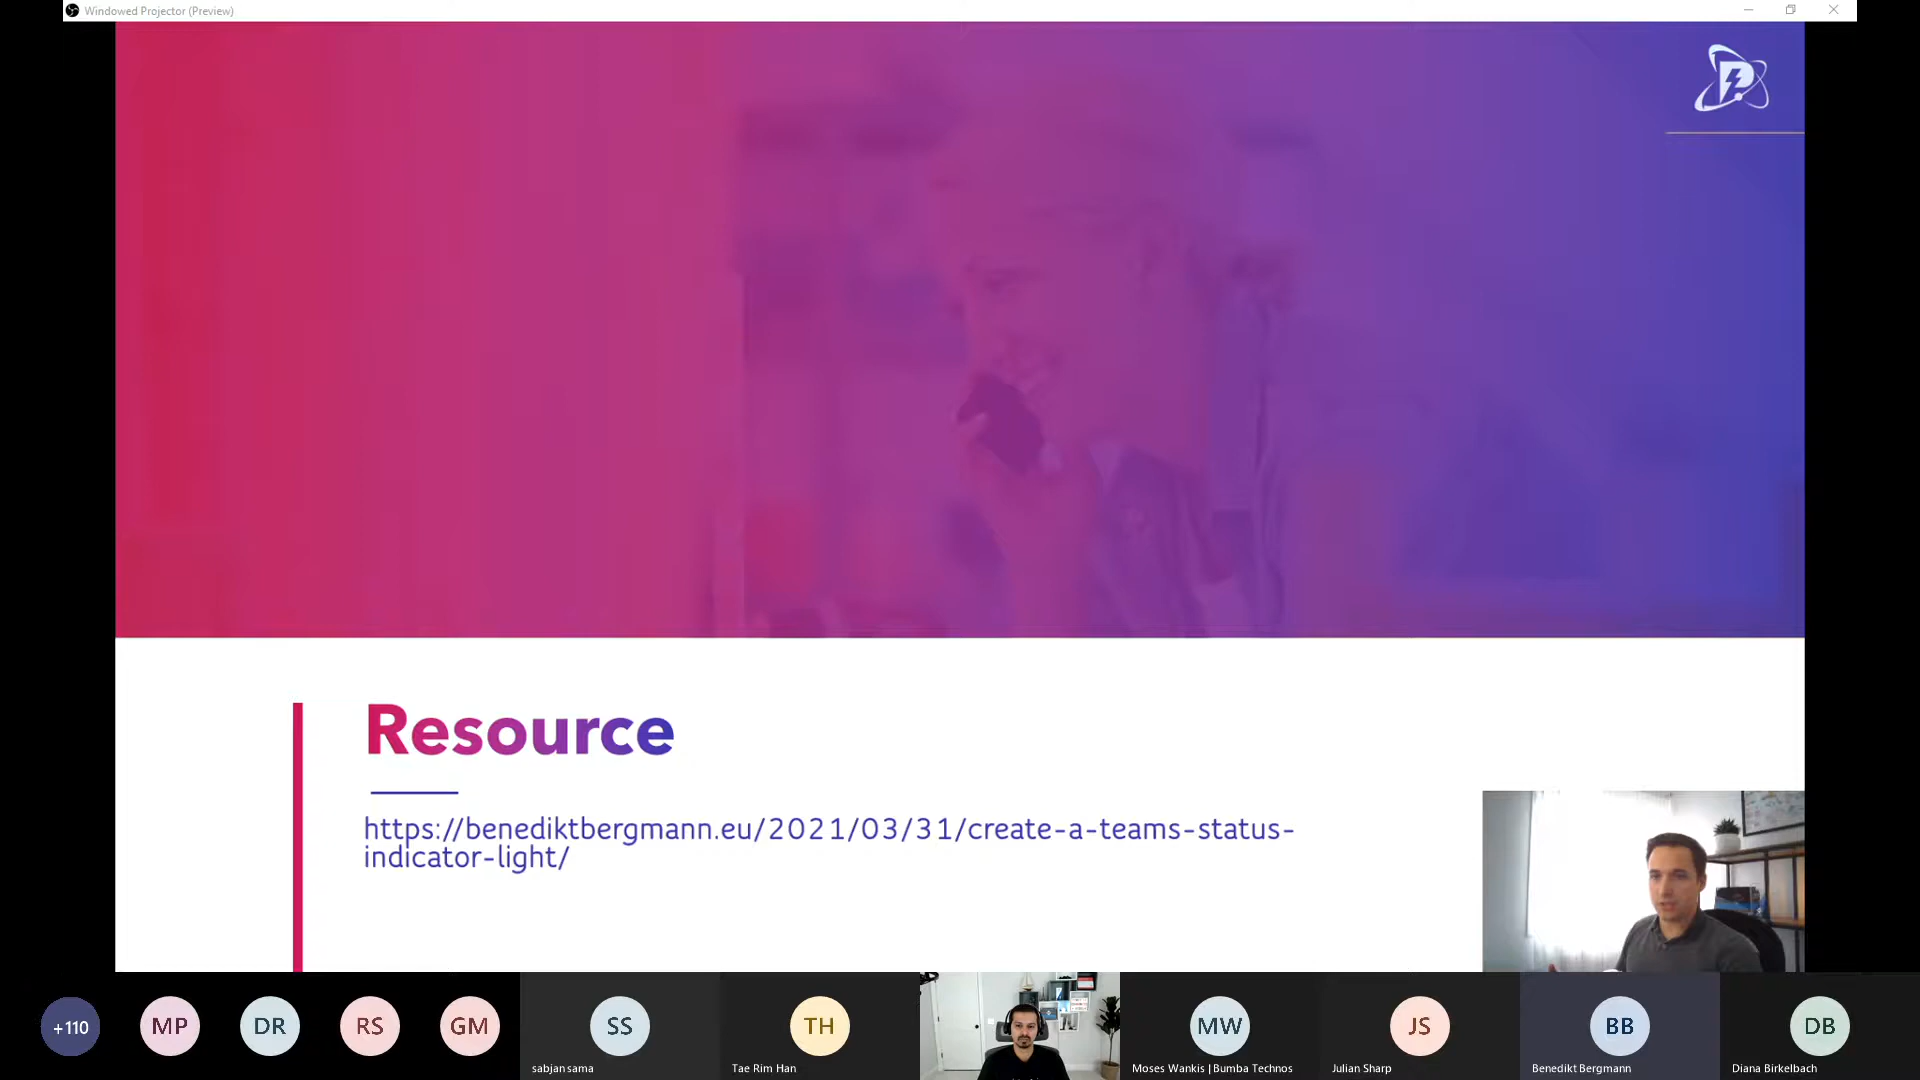 Windowed Projector (Preview)
Resource
https://benediktbergmann.eu/2021/03/31/create-a-teams-status-
indicator-light/
+110
MP
DR
RS
GM
SS
TH
MW
JS
BB
DB
sabjan sama
Tae Rim Han
Moses Wankis | Bumba Technos
Julian Sharp
Benedikt Bergmann
Diana Birkelbach